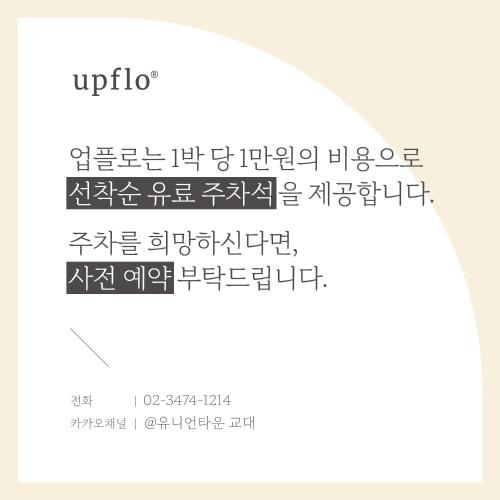 upflo®
업플로는 1박 당 1만원의 비용으로
선착순 유료 주차석을 제공합니다.
주차를 희망하신다면,
사전 예약 부탁드립니다.
전화 | 02-3474-1214
카카오채널 | @유니언타운 교대